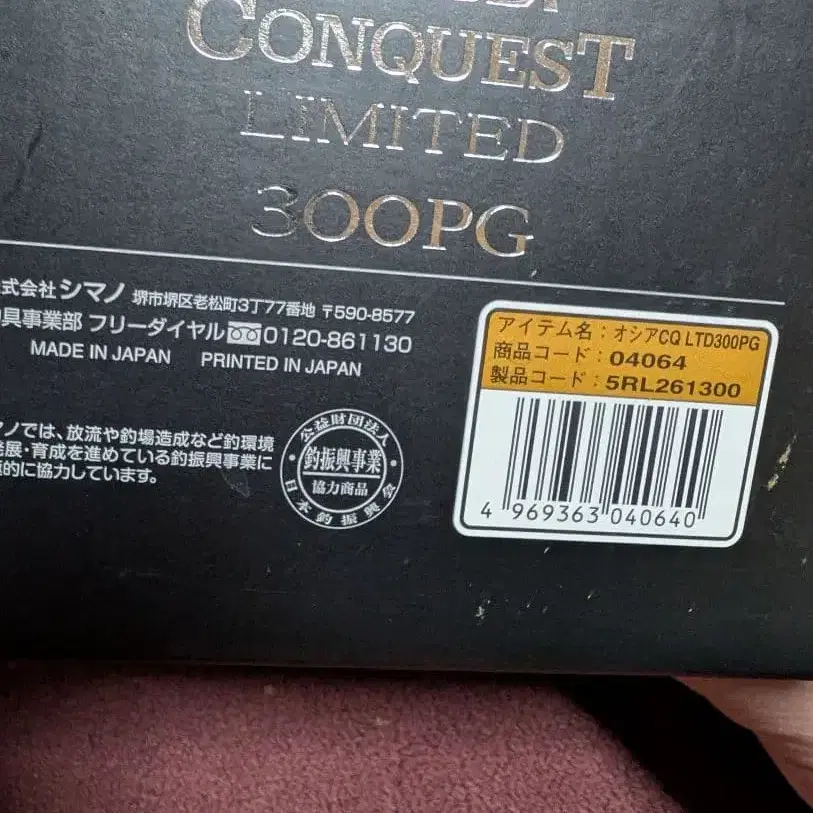 CONQUEST
LIMITED
300PG
式会社シマノ 堺市堺区老松町3丁77番地 〒590-8577
具事業部 フリーダイヤル 0120-861130
MADE IN JAPAN PRINTED IN JAPAN
アイテム名：オシアCQ LTD300PG
商品コード：04064
製品コード：5RL261300
4 969363 040640
マノでは、放流や釣場造成など釣環境
発展・育成を進めている釣振興事業に
的に協力しています。
公益財団法人
釣振興事業
協力商品
日本釣振興会